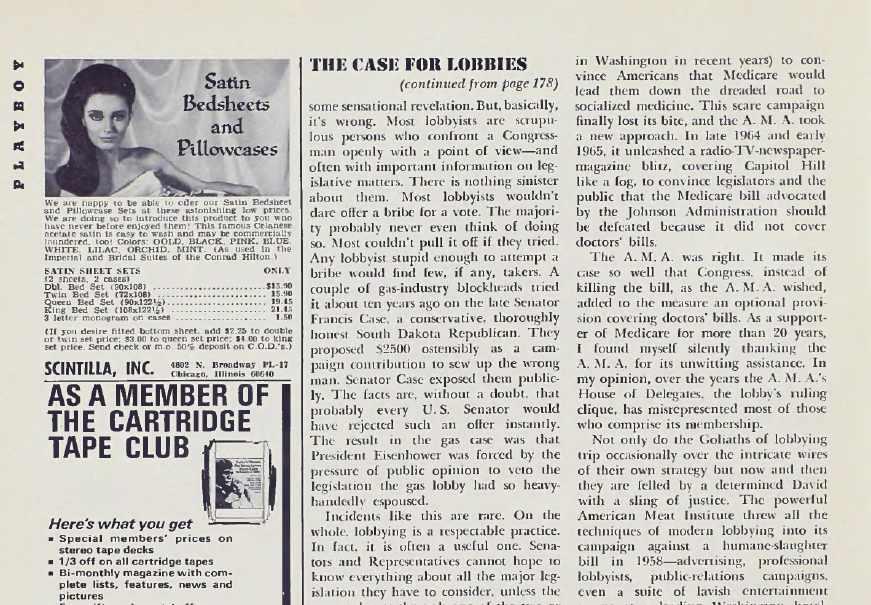 PLAYBOY
Satin
Bedsheets
and
Pillowcases
We are happy to be able to offer our Satin Bedsheet
and Pillowcase Sets at these astonishing low prices.
We are doing so to introduce this product to you who
have never before enjoyed them! This famous Celanese
acetate satin is easy to wash and may be commercially
laundered, too! Colors: GOLD, BLACK, PINK, BLUE,
WHITE, LILAC, ORCHID, MINT. (As used in the
Imperial and Bridal Suites of the Conrad Hilton.)
SATIN SHEET SETS ONLY
(2 sheets, 2 cases)
Dbl. Bed Set (90x108) $15.90
Twin Bed Set (72x108) 15.90
Queen Bed Set (90x122½) 19.45
King Bed Set (108x122½) 21.45
3 letter monogram on cases 1.50
(If you desire fitted bottom sheet, add $2.25 to double
or twin set price; $3.00 to queen set price; $4.00 to king
set price. Send check or m.o. 50% deposit on C.O.D.'s.)
SCINTILLA, INC. 4802 N. Broadway PL-17
Chicago, Illinois 60640
AS A MEMBER OF
THE CARTRIDGE
TAPE CLUB
Here's what you get
▪ Special members' prices on
stereo tape decks
▪ 1/3 off on all cartridge tapes
▪ Bi-monthly magazine with com-
plete lists, features, news and
pictures
THE CASE FOR LOBBIES
(continued from page 178)
some sensational revelation. But, basically,
it's wrong. Most lobbyists are scrupu-
lous persons who confront a Congress-
man openly with a point of view—and
often with important information on leg-
islative matters. There is nothing sinister
about them. Most lobbyists wouldn't
dare offer a bribe for a vote. The majori-
ty probably never even think of doing
so. Most couldn't pull it off if they tried.
Any lobbyist stupid enough to attempt a
bribe would find few, if any, takers. A
couple of gas-industry blockheads tried
it about ten years ago on the late Senator
Francis Case, a conservative, thoroughly
honest South Dakota Republican. They
proposed $2500 ostensibly as a cam-
paign contribution to sew up the wrong
man. Senator Case exposed them public-
ly. The facts are, without a doubt, that
probably every U. S. Senator would
have rejected such an offer instantly.
The result in the gas case was that
President Eisenhower was forced by the
pressure of public opinion to veto the
legislation the gas lobby had so heavy-
handedly espoused.
Incidents like this are rare. On the
whole, lobbying is a respectable practice.
In fact, it is often a useful one. Sena-
tors and Representatives cannot hope to
know everything about all the major leg-
islation they have to consider, unless the
in Washington in recent years) to con-
vince Americans that Medicare would
lead them down the dreaded road to
socialized medicine. This scare campaign
finally lost its bite, and the A. M. A. took
a new approach. In late 1964 and early
1965, it unleashed a radio-TV-newspaper-
magazine blitz, covering Capitol Hill
like a fog, to convince legislators and the
public that the Medicare bill advocated
by the Johnson Administration should
be defeated because it did not cover
doctors' bills.
The A. M. A. was right. It made its
case so well that Congress, instead of
killing the bill, as the A. M. A. wished,
added to the measure an optional provi-
sion covering doctors' bills. As a support-
er of Medicare for more than 20 years,
I found myself silently thanking the
A. M. A. for its unwitting assistance. In
my opinion, over the years the A. M. A.'s
House of Delegates, the lobby's ruling
clique, has misrepresented most of those
who comprise its membership.
Not only do the Goliaths of lobbying
trip occasionally over the intricate wires
of their own strategy but now and then
they are felled by a determined David
with a sling of justice. The powerful
American Meat Institute threw all the
techniques of modern lobbying into its
campaign against a humane-slaughter
bill in 1958—advertising, professional
lobbyists, public-relations campaigns,
even a suite of lavish entertainment